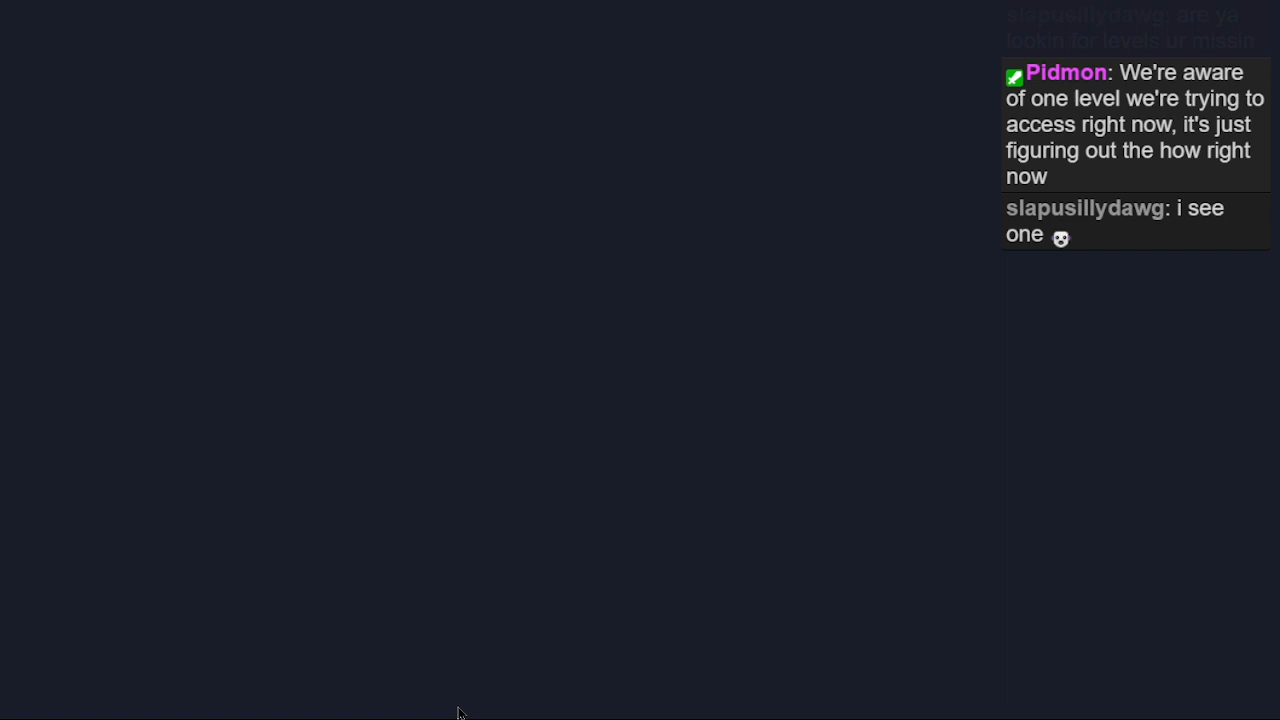 slapusillydawg: are ya
lookin for levels ur missin
Pidmon: We're aware
of one level we're trying to
access right now, it's just
figuring out the how right
now
slapusillydawg: i see
one